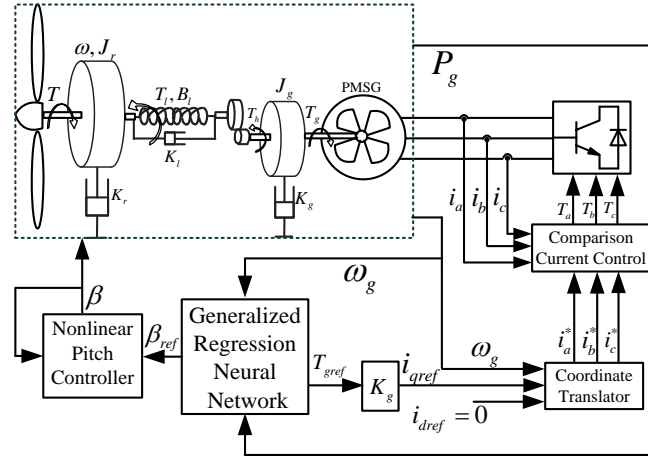 ω, J_r
T
T_l, B_l
K_l
K_r
T_h
J_g
T_g
K_g
PMSG
P_g
i_a i_b i_c
T_a T_b T_c
Comparison
Current Control
i_a^* i_b^* i_c^*
Coordinate
Translator
ω_g
ω_g
β
Nonlinear
Pitch
Controller
β_ref
Generalized
Regression
Neural
Network
T_gref
K_g
i_qref
i_dref = 0